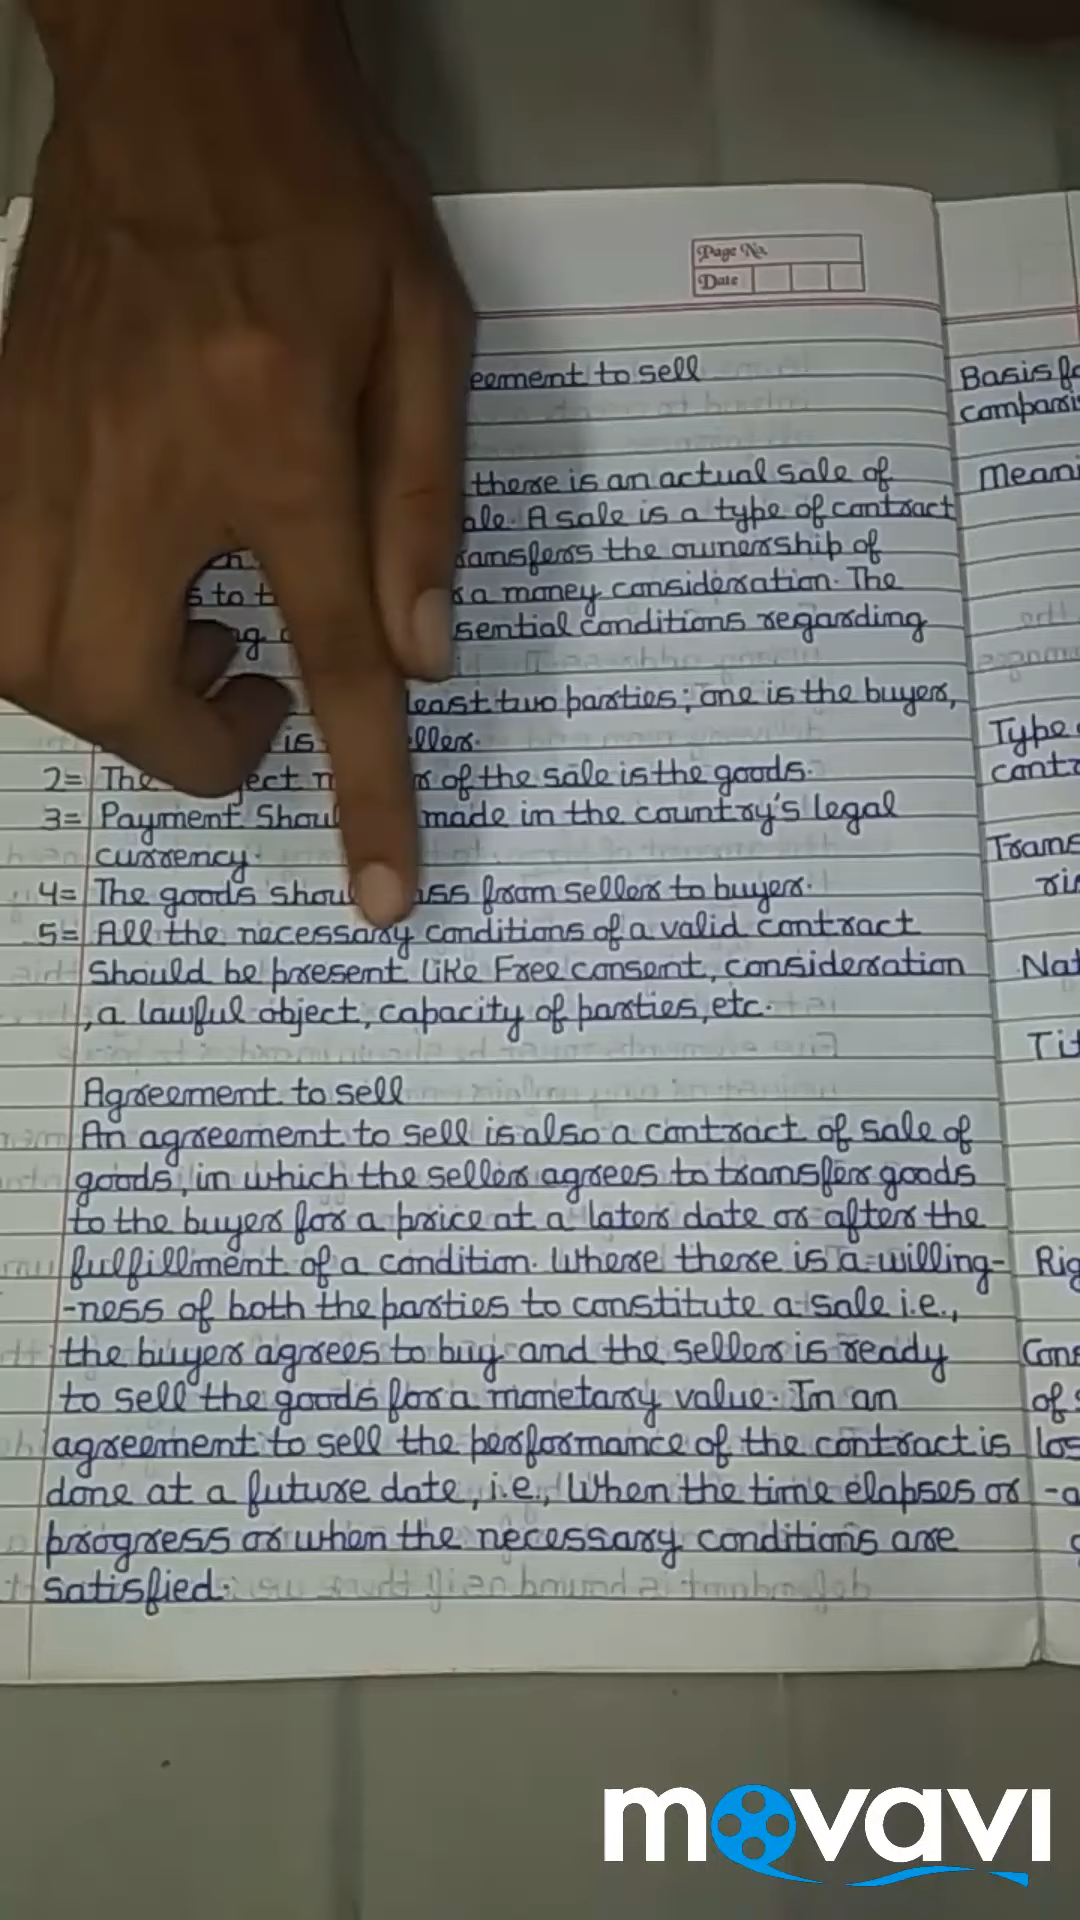 Page No.
Date
eement to sell
there is an actual sale of
ale. A sale is a type of contract
ransfers the ownership of
s to t a money consideration. The
ng sential conditions regarding
least two parties; one is the buyer,
is ller.
2= The ject m r of the sale is the goods.
3= Payment Shoul made in the country's legal
currency.
4= The goods shoul ass from seller to buyer.
5= All the necessary conditions of a valid contract
should be present like Free consent, consideration
, a lawful object, capacity of parties, etc.
Agreement to sell
An agreement to sell is also a contract of sale of
goods, in which the seller agrees to transfer goods
to the buyer for a price at a later date or after the
fulfillment of a condition. Where there is a willing-
-ness of both the parties to constitute a sale i.e.,
the buyer agrees to buy and the seller is ready
to sell the goods for a monetary value. In an
agreement to sell the performance of the contract is
done at a future date, i.e., When the time elapses or
progress or when the necessary conditions are
satisfied.
Basis fo
compari
Meani
Type
contr
Trans
Nat
Tit
Rig
Cons
of
los
movavi